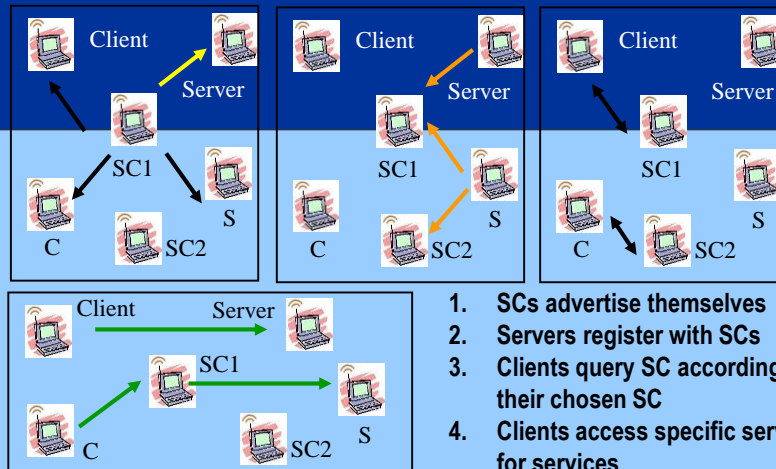 Client
Server
SC1
S
C
SC2
Client
Server
SC1
S
C
SC2
Client
Server
SC1
S
C
SC2
Client Server
SC1
C
SC2
S
1. SCs advertise themselves
2. Servers register with SCs
3. Clients query SC according
their chosen SC
4. Clients access specific
for services